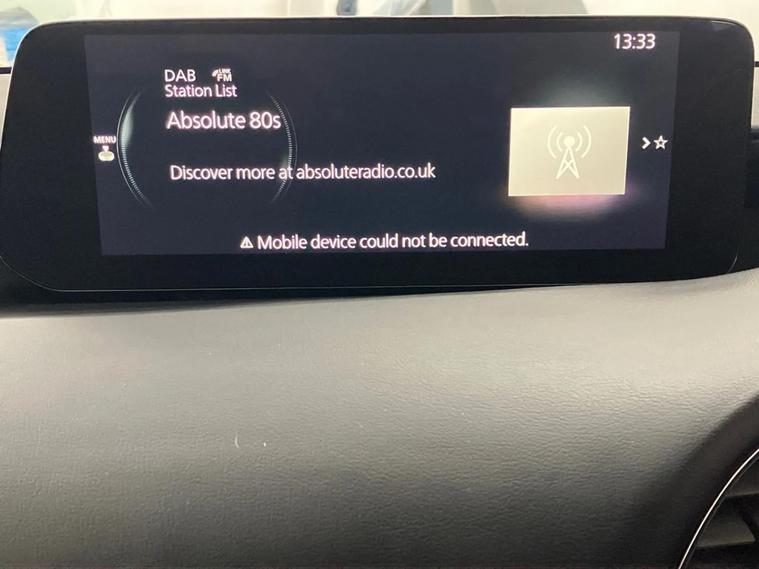 13:33
DAB LINK FM
Station List
Absolute 80s
MENU
Discover more at absoluteradio.co.uk
Mobile device could not be connected.